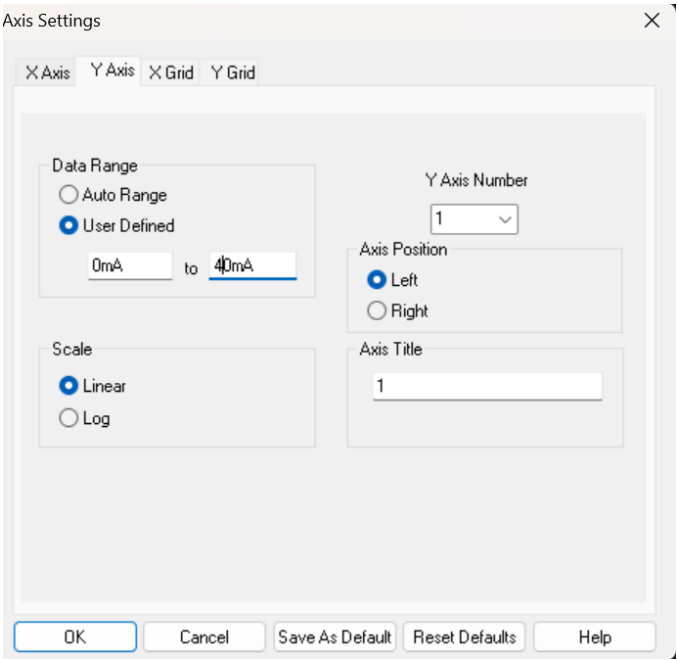 Axis Settings
X Axis
Y Axis
X Grid
Y Grid
Data Range
Auto Range
User Defined
0mA to 40mA
Y Axis Number
1
Axis Position
Left
Right
Scale
Linear
Log
Axis Title
1
OK
Cancel
Save As Default
Reset Defaults
Help